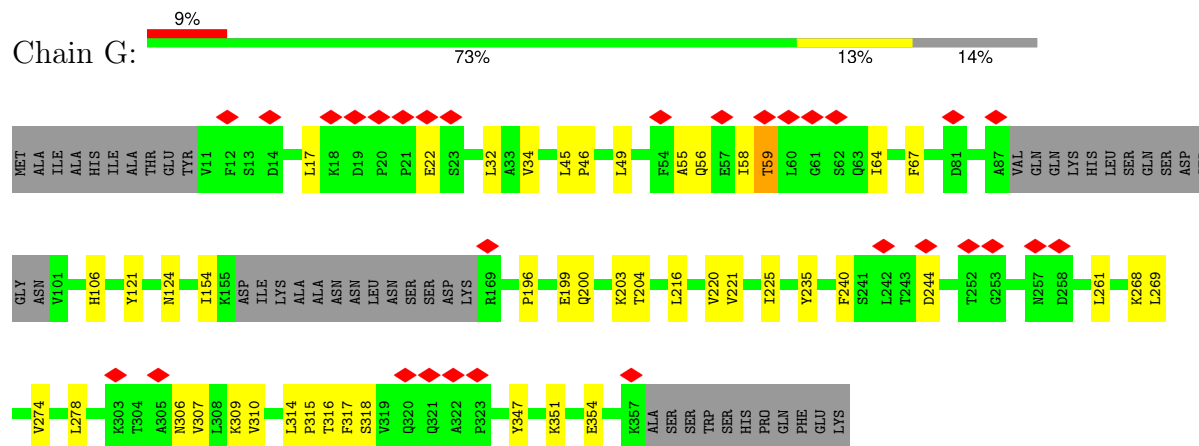 9%
Chain G:
73% 13% 14%
MET ALA ILE ALA HIS ILE ALA THR GLU TYR V11 F12 S13 D14 L17 K18 D19 P20 P21 E22 S23 L32 A33 V34 L45 P46 L49 F54 A55 Q56 E57 I58 T59 L60 G61 S62 Q63 I64 F67 D81 A87 VAL GLN GLN LYS HIS LEU SER GLN SER ASP
GLY ASN V101 H106 Y121 N124 I154 K155 ASP ILE LYS ALA ALA ASN ASN LEU ASN SER SER ASP LYS R169 P196 E199 Q200 K203 T204 L216 V220 V221 I225 Y235 F240 S241 L242 T243 D244 T252 G253 N257 D258 L261 K268 L269
V274 L278 K303 T304 A305 N306 V307 L308 K309 V310 L314 P315 T316 F317 S318 V319 Q320 Q321 A322 P323 Y347 K351 E354 K357 ALA SER SER TRP SER HIS PRO GLN PHE GLU LYS